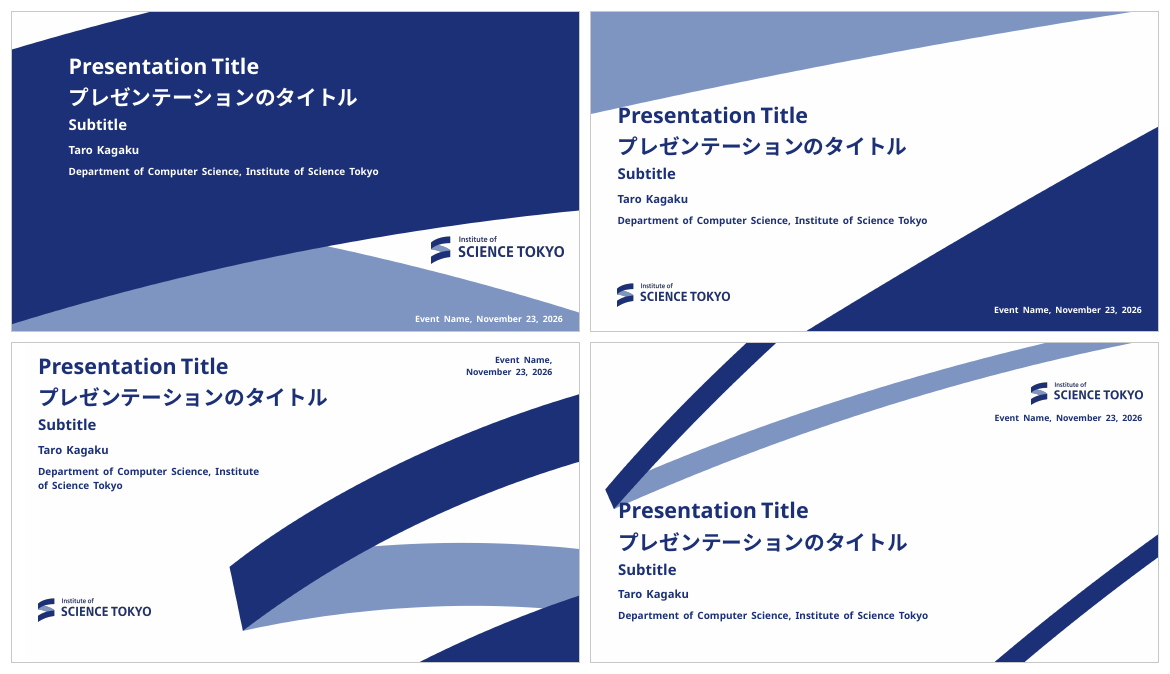 Presentation Title
プレゼンテーションのタイトル
Subtitle
Taro Kagaku
Department of Computer Science, Institute of Science Tokyo
Institute of
SCIENCE TOKYO
Event Name, November 23, 2026
Presentation Title
プレゼンテーションのタイトル
Subtitle
Taro Kagaku
Department of Computer Science, Institute of Science Tokyo
Institute of
SCIENCE TOKYO
Event Name, November 23, 2026
Presentation Title
プレゼンテーションのタイトル
Subtitle
Taro Kagaku
Department of Computer Science, Institute
of Science Tokyo
Event Name,
November 23, 2026
Institute of
SCIENCE TOKYO
Institute of
SCIENCE TOKYO
Event Name, November 23, 2026
Presentation Title
プレゼンテーションのタイトル
Subtitle
Taro Kagaku
Department of Computer Science, Institute of Science Tokyo